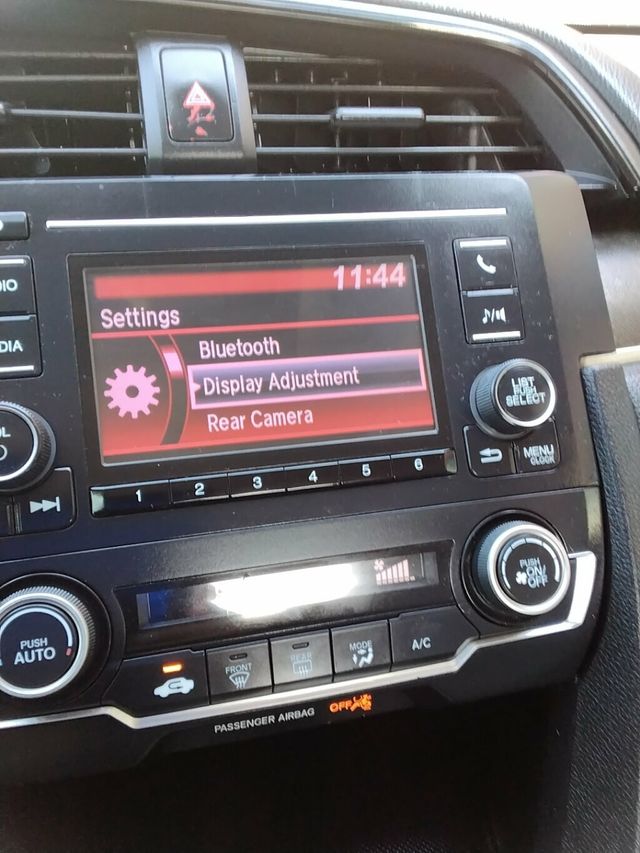 11:44
Settings
Bluetooth
Display Adjustment
Rear Camera
LIST
PUSH
SELECT
MENU
CLOCK
1 2 3 4 5 6
PUSH
ON/
OFF
PUSH
AUTO
FRONT
REAR
MODE
A/C
PASSENGER AIRBAG OFF